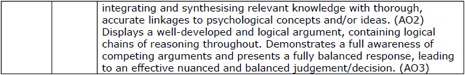 integrating and synthesising relevant knowledge with thorough,
accurate linkages to psychological concepts and/or ideas. (AO2)
Displays a well-developed and logical argument, containing logical
chains of reasoning throughout. Demonstrates a full awareness of
competing arguments and presents a fully balanced response, leading
to an effective nuanced and balanced judgement/decision. (AO3)